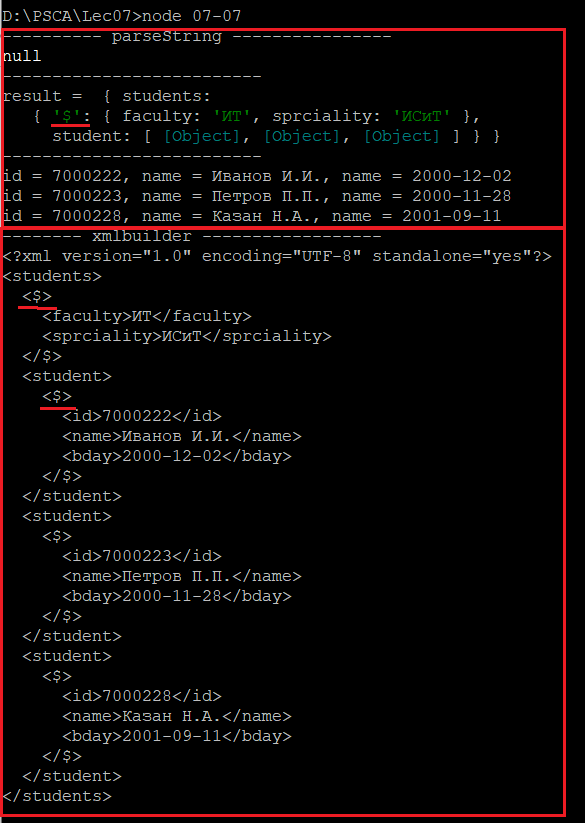 D:\PSCA\Lec07>node 07-07
---------- parseString ----------------
null
--------------------------
result =  { students:
   { '$': { faculty: 'ИТ', sprciality: 'ИСиТ' },
     student: [ [Object], [Object], [Object] ] } }
--------------------------
id = 7000222, name = Иванов И.И., name = 2000-12-02
id = 7000223, name = Петров П.П., name = 2000-11-28
id = 7000228, name = Казан Н.А., name = 2001-09-11
-------- xmlbuilder ------------------
<?xml version="1.0" encoding="UTF-8" standalone="yes"?>
<students>
  <$>
    <faculty>ИТ</faculty>
    <sprciality>ИСиТ</sprciality>
  </$>
  <student>
    <$>
      <id>7000222</id>
      <name>Иванов И.И.</name>
      <bday>2000-12-02</bday>
    </$>
  </student>
  <student>
    <$>
      <id>7000223</id>
      <name>Петров П.П.</name>
      <bday>2000-11-28</bday>
    </$>
  </student>
  <student>
    <$>
      <id>7000228</id>
      <name>Казан Н.А.</name>
      <bday>2001-09-11</bday>
    </$>
  </student>
</students>